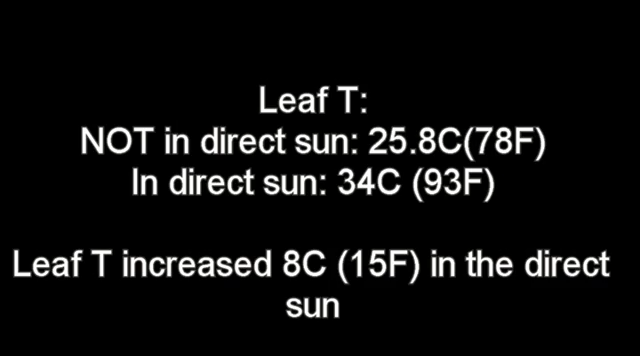 Leaf T:
NOT in direct sun: 25.8C(78F)
In direct sun: 34C (93F)
Leaf T increased 8C (15F) in the direct
sun